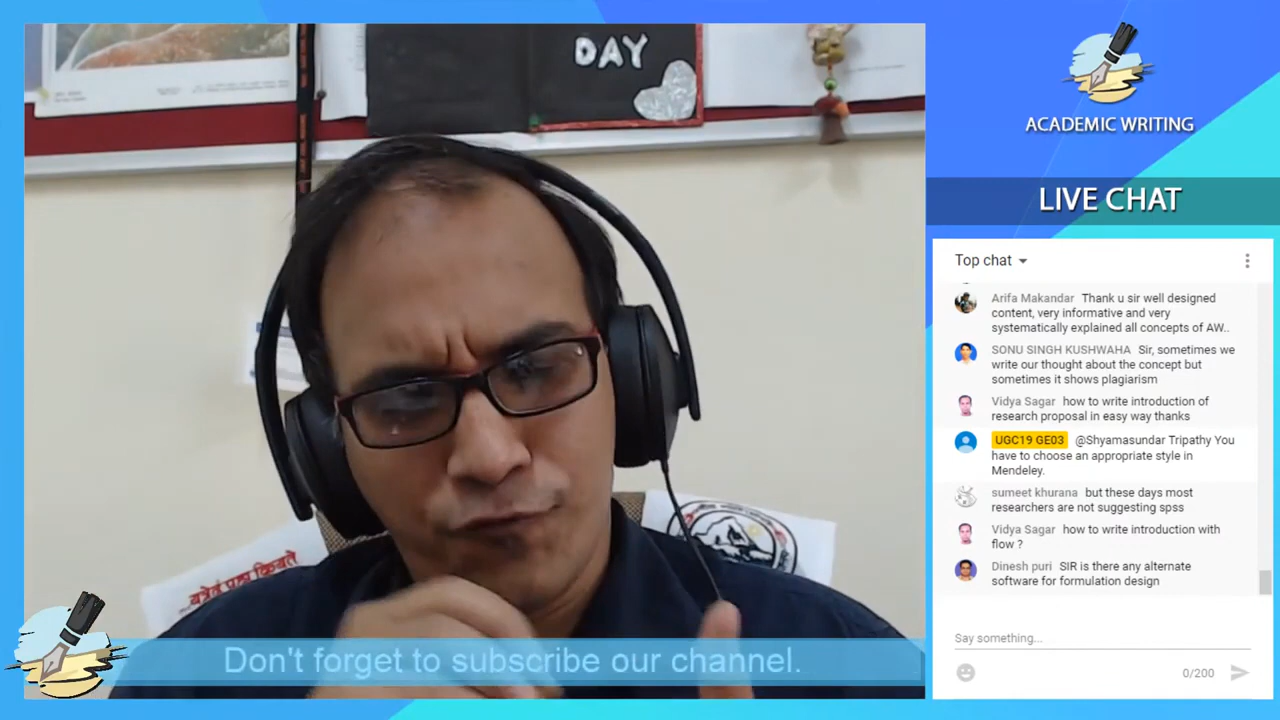 DAY
बत्रेतं पुष्प क्रियते
Don't forget to subscribe our channel.
ACADEMIC WRITING
LIVE CHAT
Top chat
Arifa Makandar Thank u sir well designed
content, very informative and very
systematically explained all concepts of AW..
SONU SINGH KUSHWAHA Sir, sometimes we
write our thought about the concept but
sometimes it shows plagiarism
Vidya Sagar how to write introduction of
research proposal in easy way thanks
UGC19 GE03 @Shyamasundar Tripathy You
have to choose an appropriate style in
Mendeley.
sumeet khurana but these days most
researchers are not suggesting spss
Vidya Sagar how to write introduction with
flow ?
Dinesh puri SIR is there any alternate
software for formulation design
Say something...
0/200